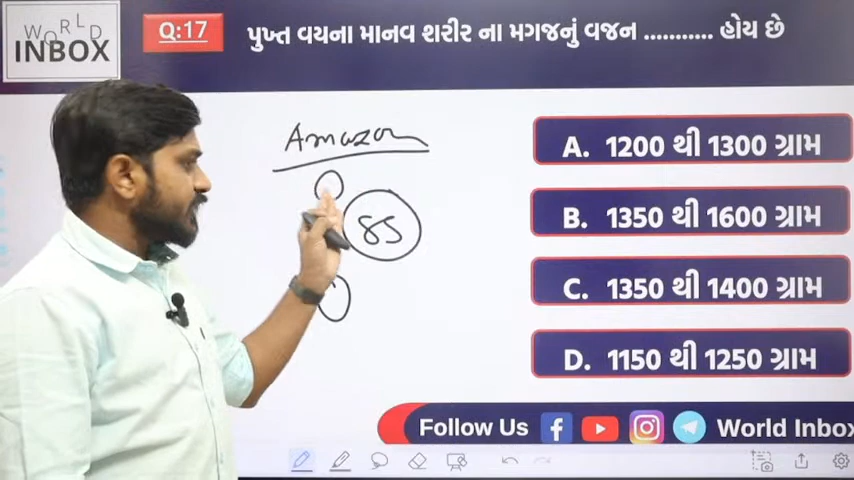 WORLD
INBOX
Q:17
પુખ્ત વયના માનવ શરીર ના મગજનું વજન ........... હોય છે
Amazon
85
A. 1200 થી 1300 ગ્રામ
B. 1350 થી 1600 ગ્રામ
C. 1350 થી 1400 ગ્રામ
D. 1150 થી 1250 ગ્રામ
Follow Us
World Inbox